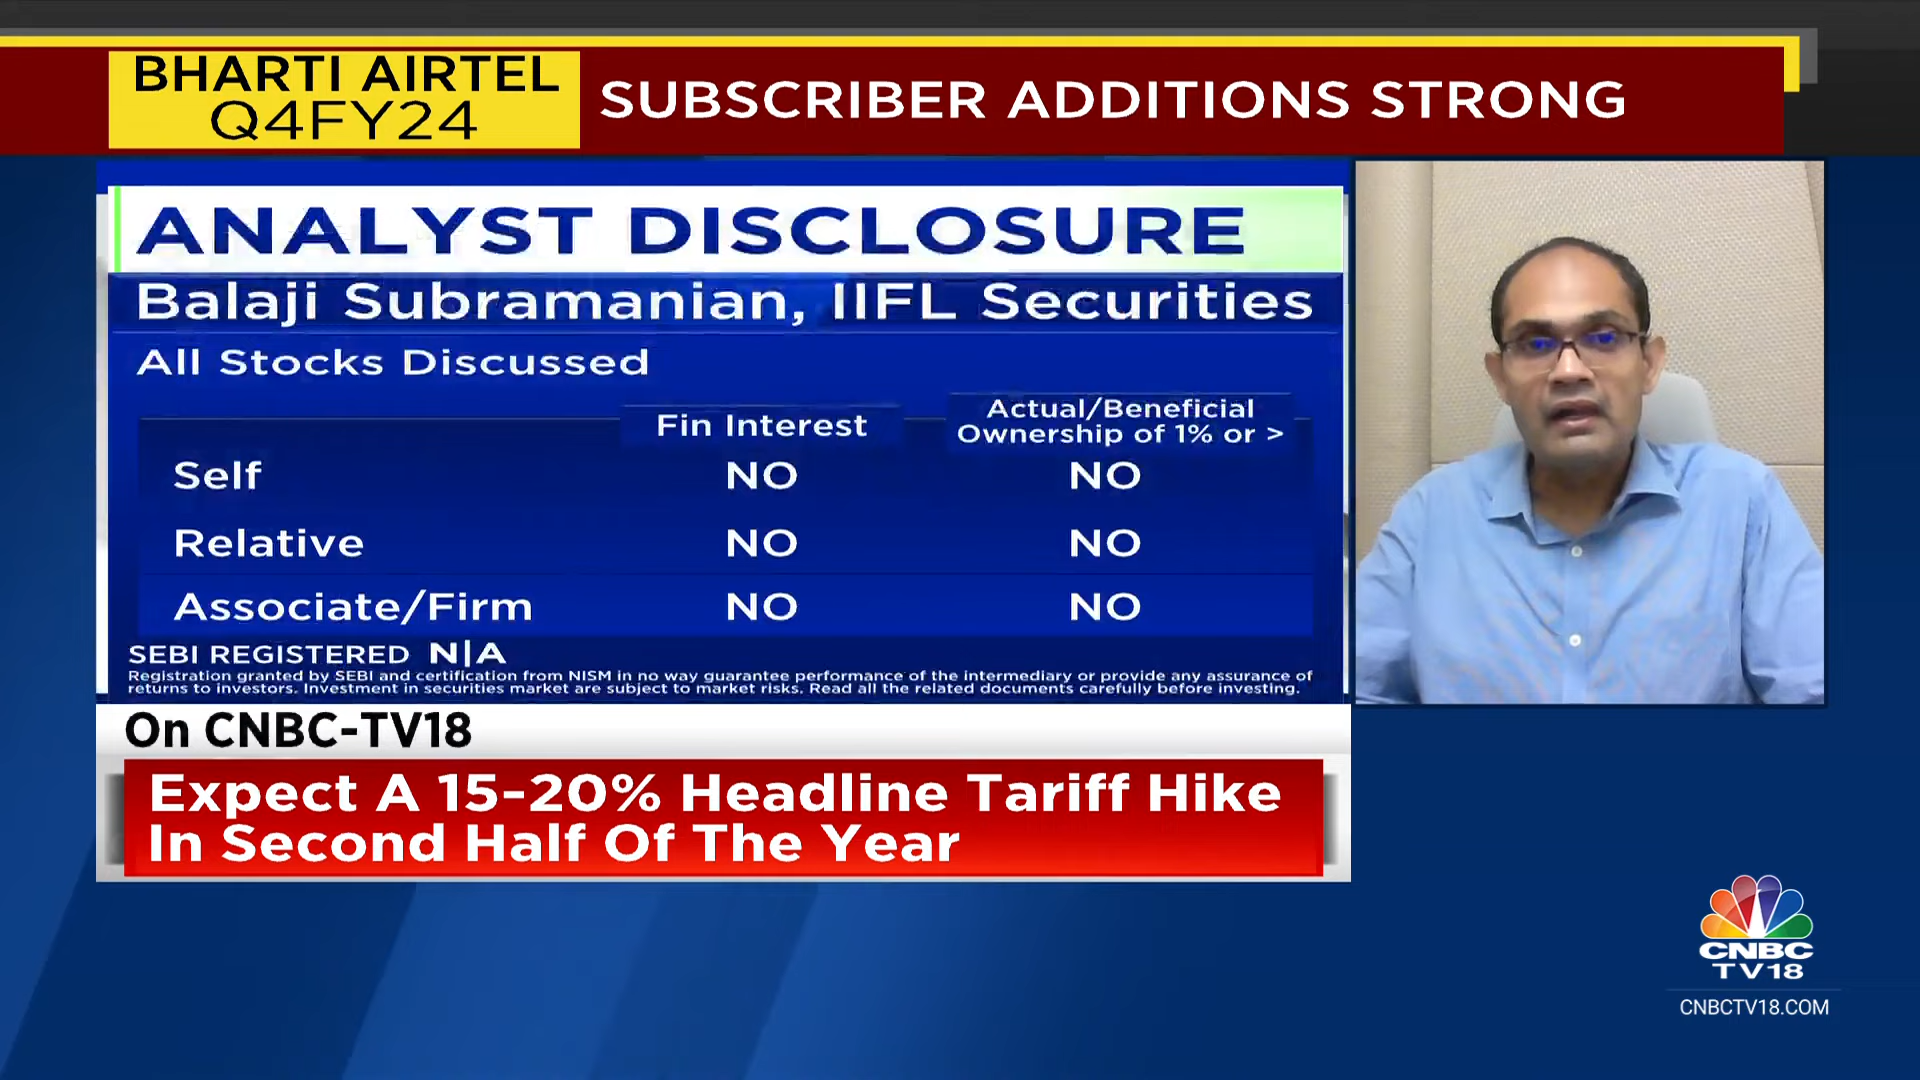 BHARTI AIRTEL
Q4FY24
SUBSCRIBER ADDITIONS STRONG
ANALYST DISCLOSURE
Balaji Subramanian, IIFL Securities
All Stocks Discussed
Fin Interest
Actual/Beneficial
Ownership of 1% or >
Self NO NO
Relative NO NO
Associate/Firm NO NO
SEBI REGISTERED N|A
Registration granted by SEBI and certification from NISM in no way guarantee performance of the intermediary or provide any assurance of
returns to investors. Investment in securities market are subject to market risks. Read all the related documents carefully before investing.
On CNBC-TV18
Expect A 15-20% Headline Tariff Hike
In Second Half Of The Year
CNBC
TV18
CNBCTV18.COM